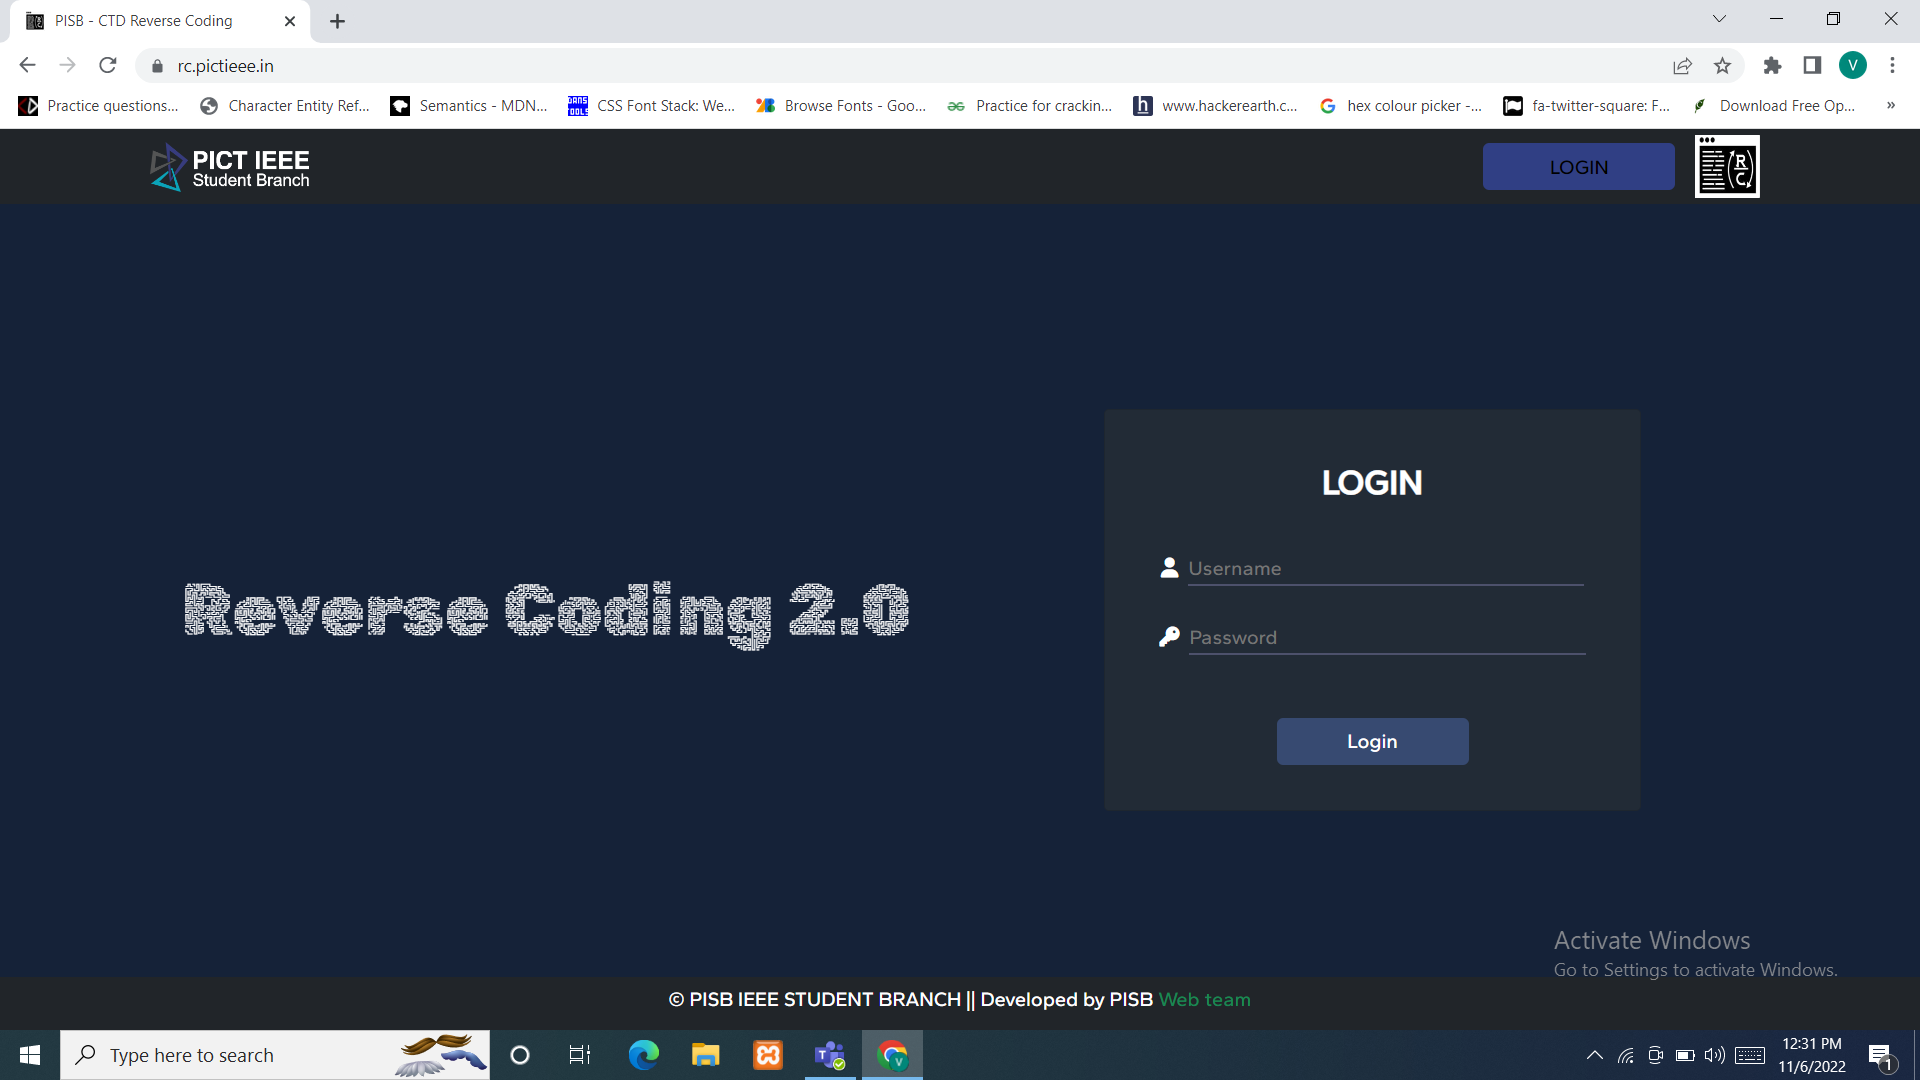 PISB - CTD Reverse Coding
rc.pictieee.in
V
Practice questions...
Character Entity Ref...
Semantics - MDN...
DANS TOOLS
CSS Font Stack: We...
Browse Fonts - Goo...
Practice for crackin...
h
www.hackerearth.c...
G
hex colour picker -...
fa-twitter-square: F...
Download Free Op...
»
PICT IEEE
Student Branch
LOGIN
R
C
LOGIN
Username
Reverse Coding 2.0
Password
Login
Activate Windows
Go to Settings to activate Windows.
© PISB IEEE STUDENT BRANCH || Developed by PISB Web team
Type here to search
T
V
12:31 PM
11/6/2022
1